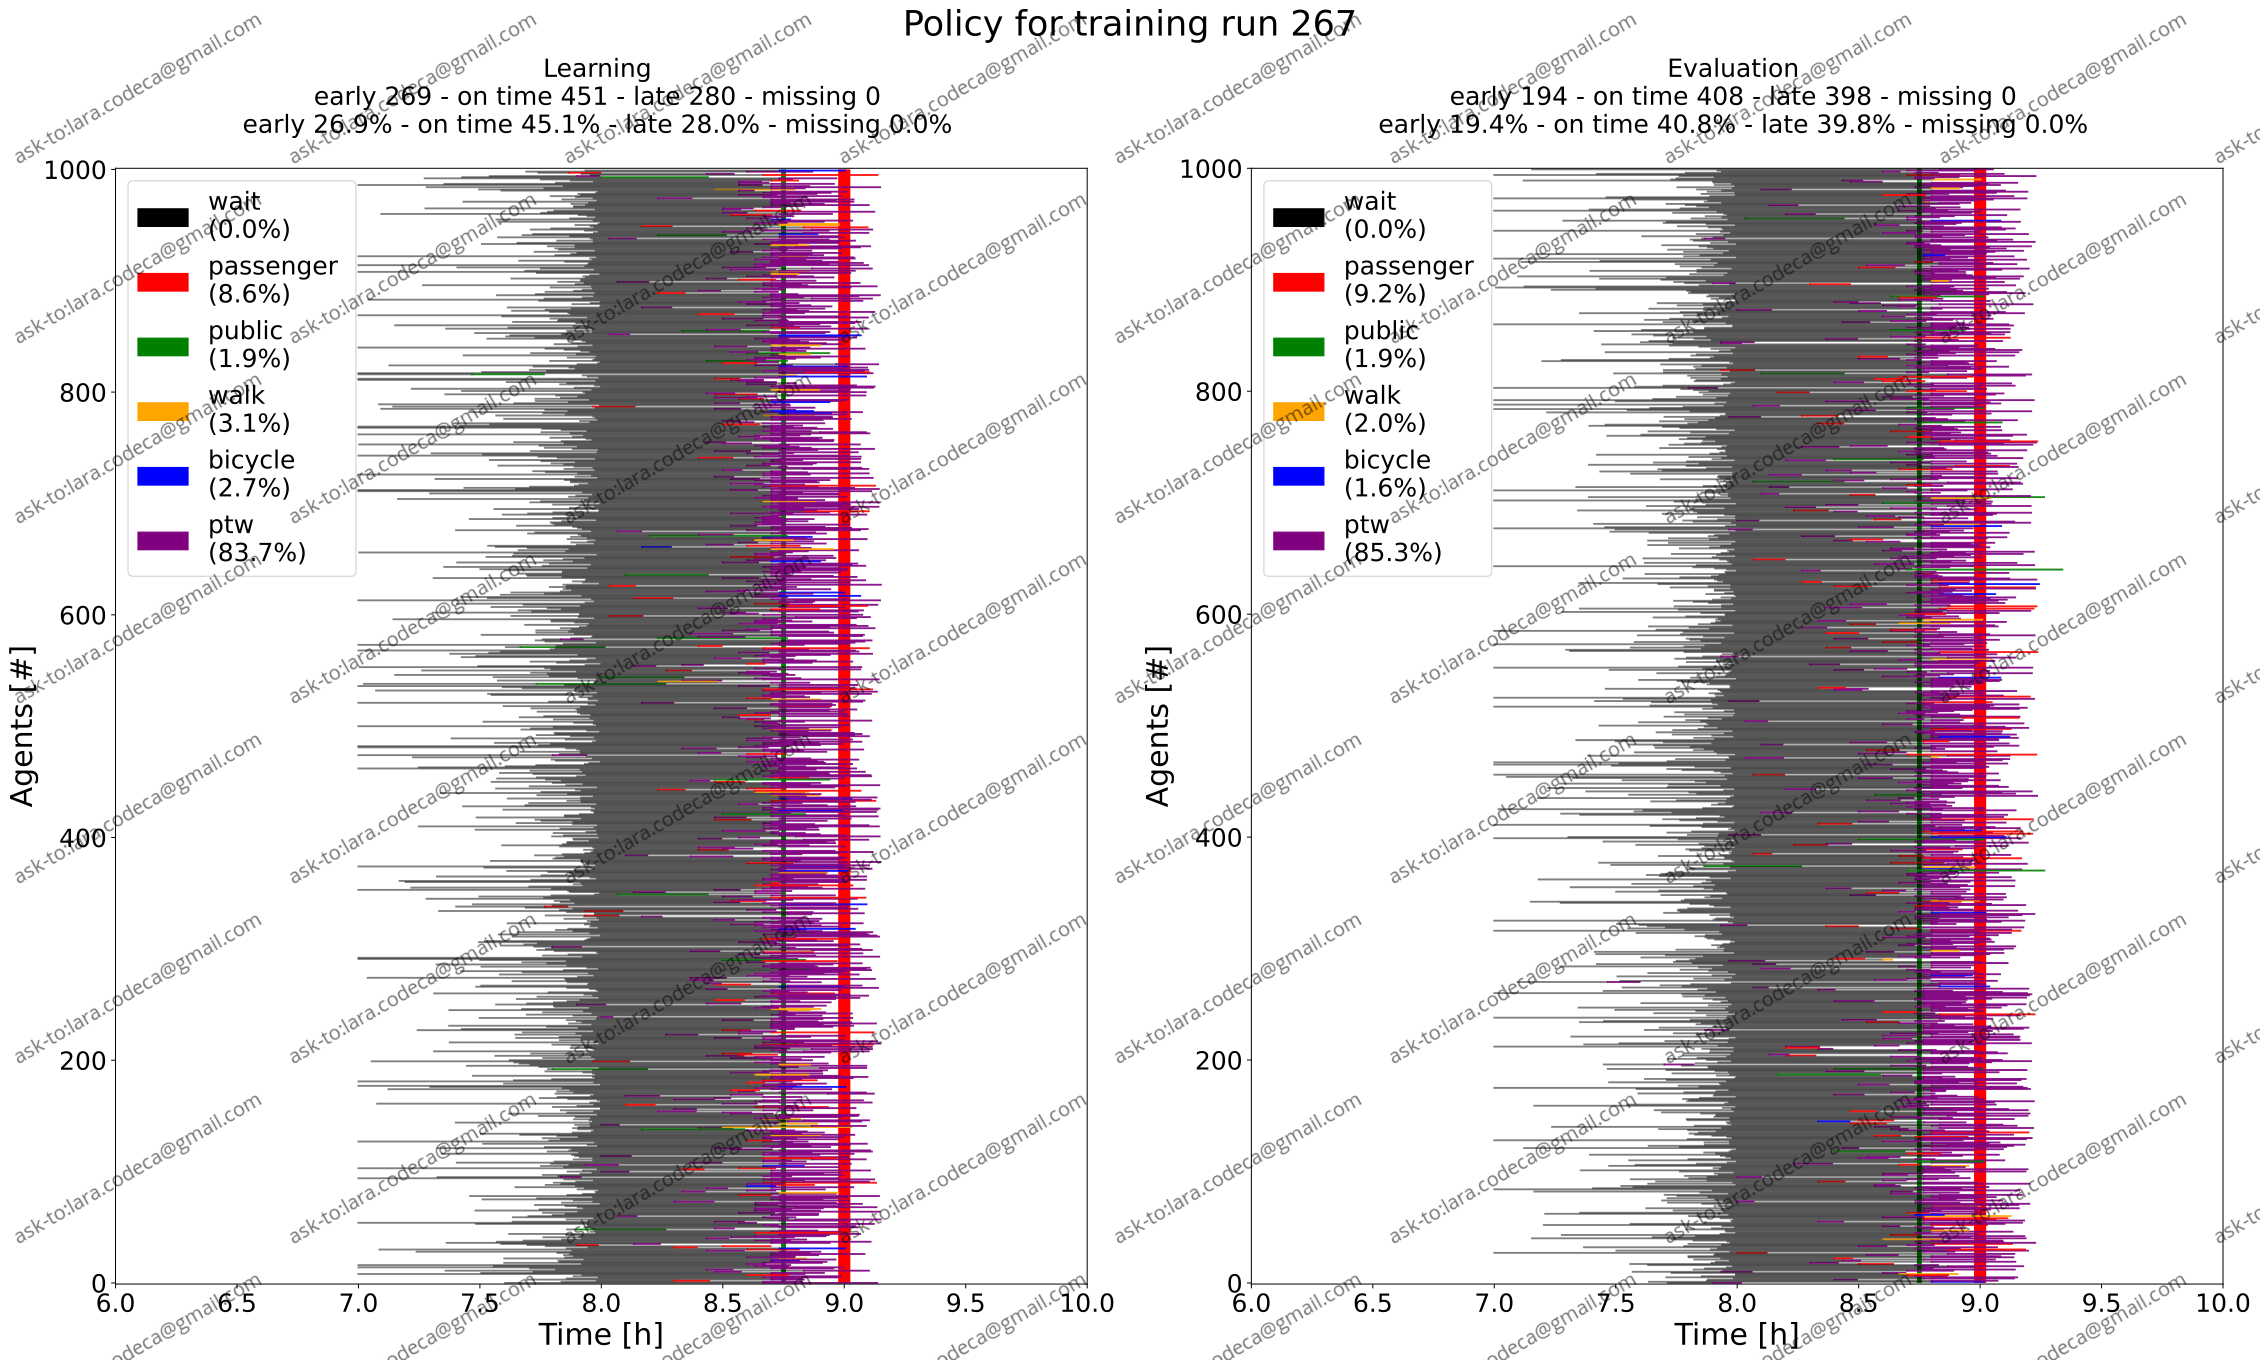 Policy for training run 267
Learning
early 269 - on time 451 - late 280 - missing 0
early 26.9% - on time 45.1% - late 28.0% - missing 0.0%
1000
800
600
400
200
0
Agents [#]
wait
(0.0%)
passenger
(8.6%)
public
(1.9%)
walk
(3.1%)
bicycle
(2.7%)
ptw
(83.7%)
6.0 6.5 7.0 7.5 8.0 8.5 9.0 9.5 10.0
Time [h]
Evaluation
early 194 - on time 408 - late 398 - missing 0
early 19.4% - on time 40.8% - late 39.8% - missing 0.0%
1000
800
600
400
200
0
Agents [#]
wait
(0.0%)
passenger
(9.2%)
public
(1.9%)
walk
(2.0%)
bicycle
(1.6%)
ptw
(85.3%)
6.0 6.5 7.0 7.5 8.0 8.5 9.0 9.5 10.0
Time [h]
ask-to:lara.codeca@gmail.com